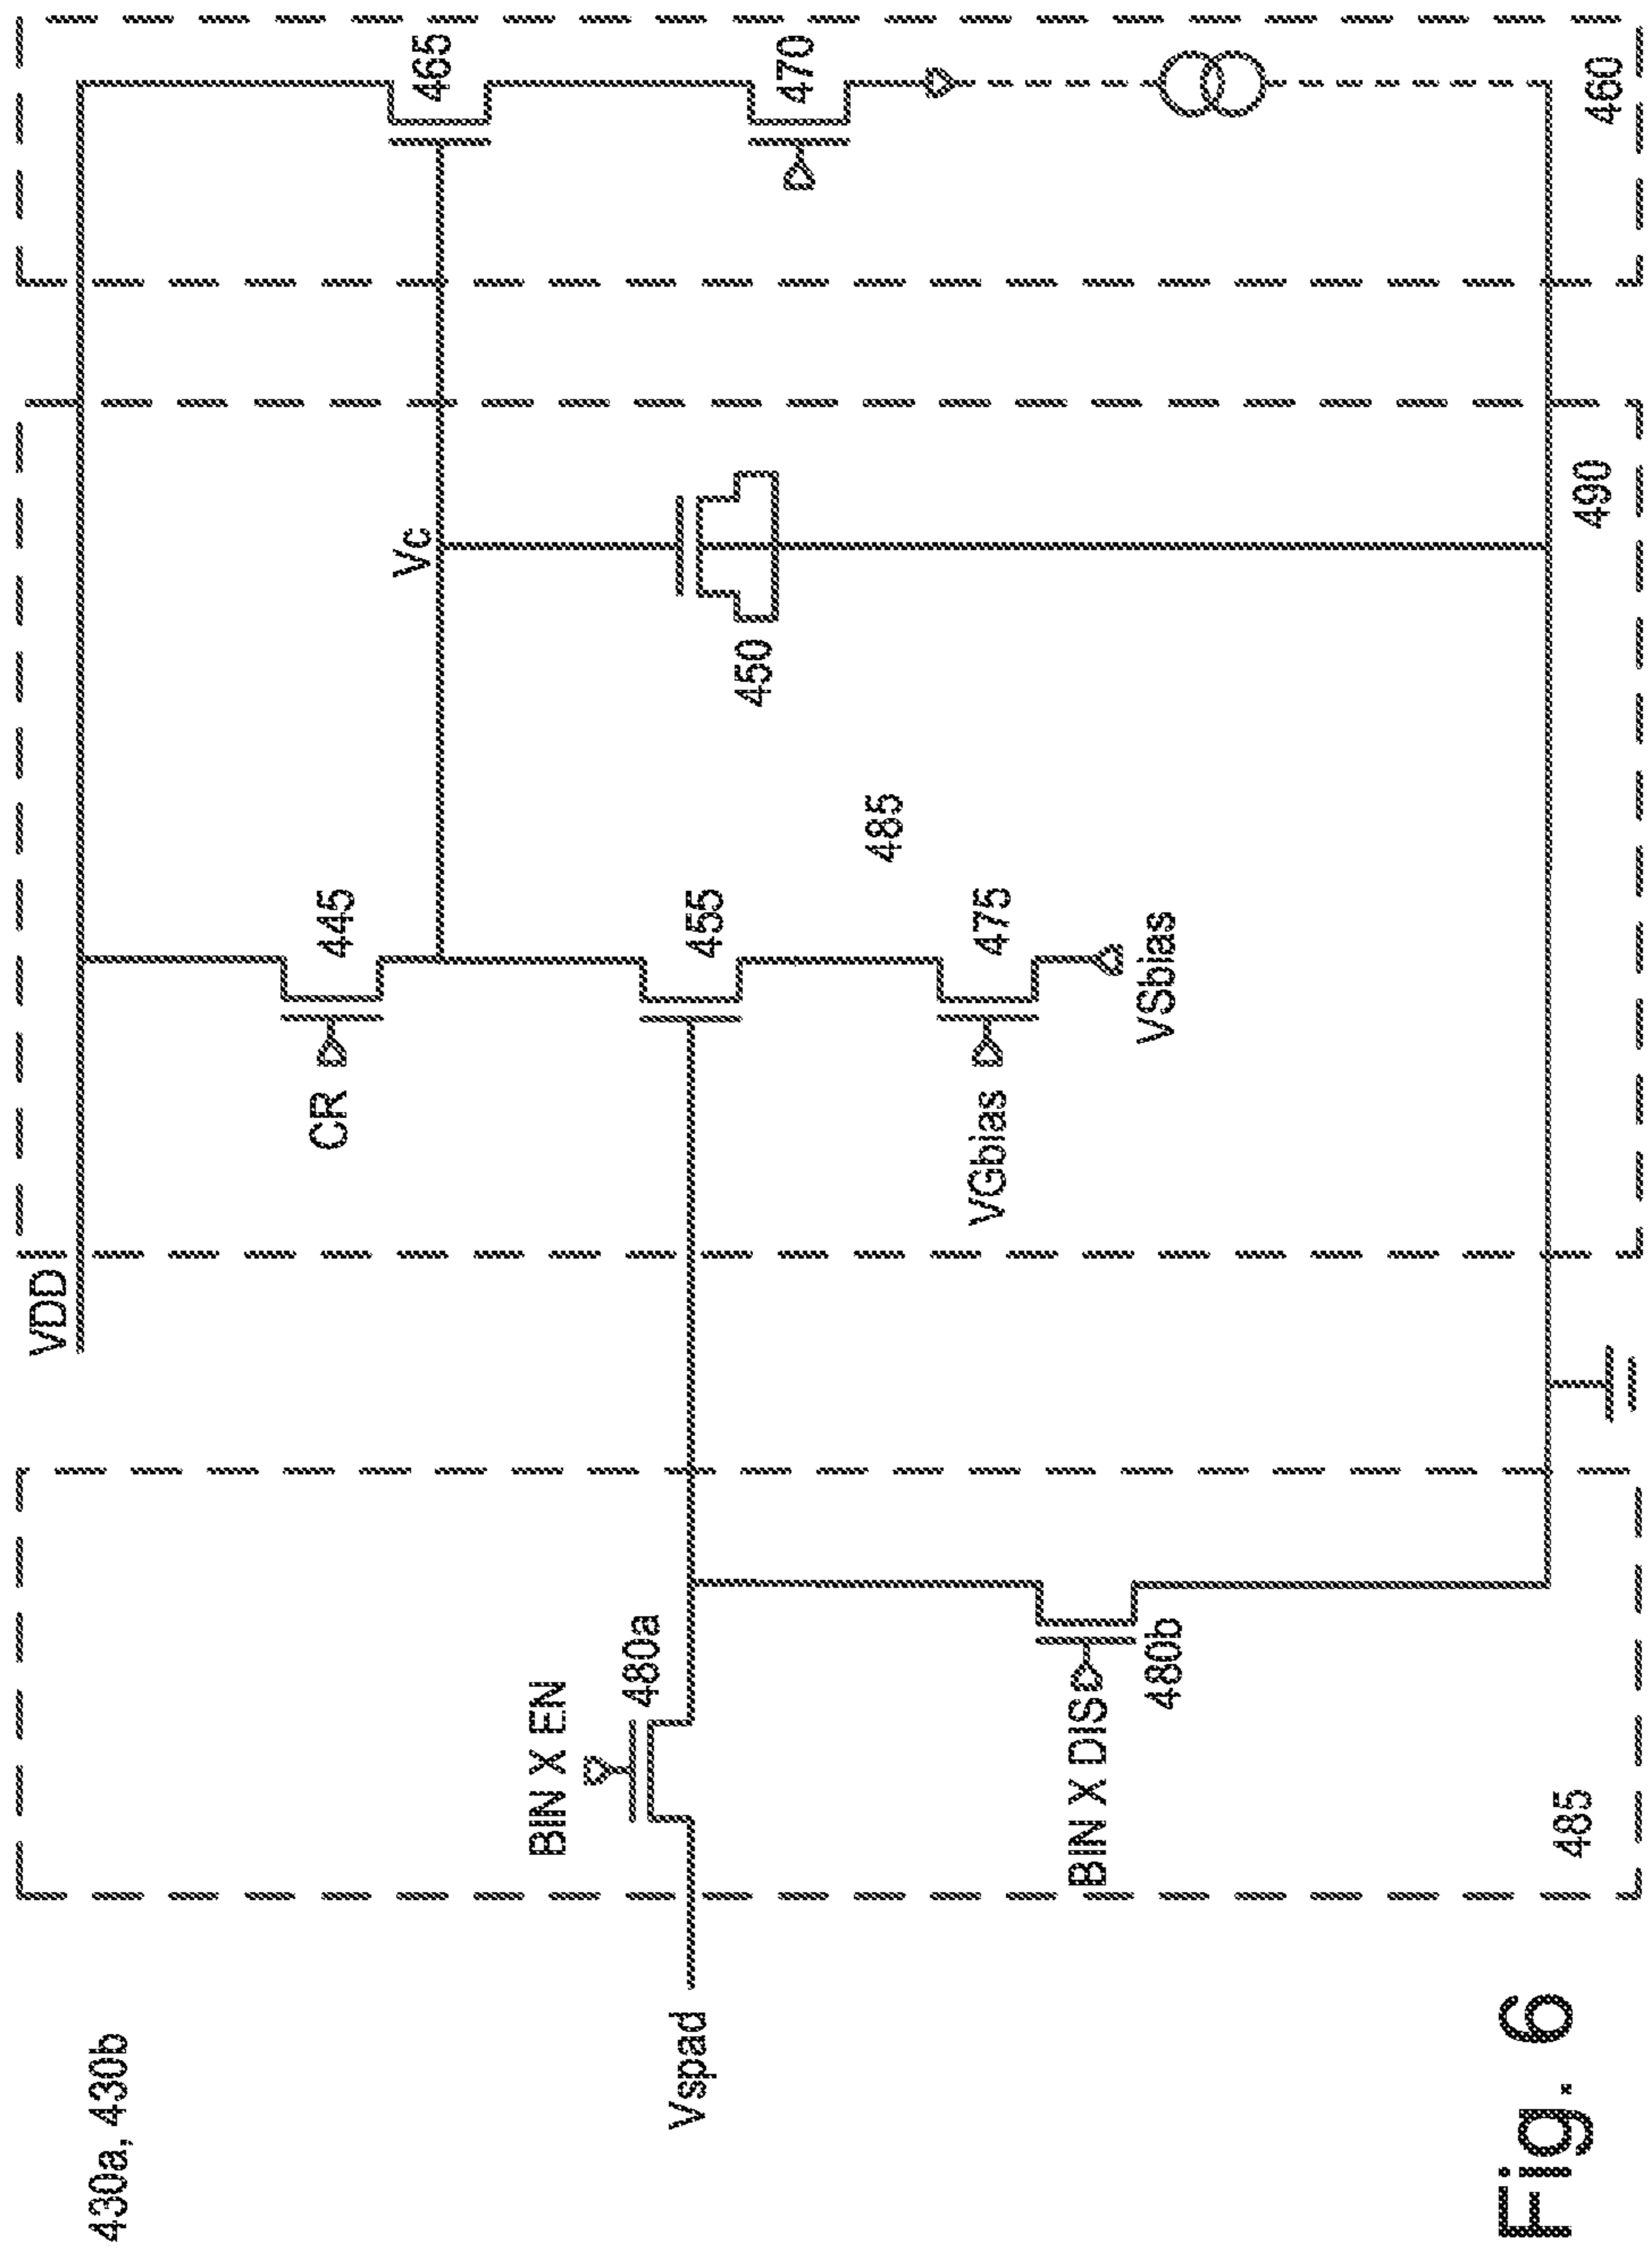 430a, 430b
VDD
Vspad
BIN X EN
480a
BIN X DIS
480b
485
CR
445
Vc
455
450
485
VGbias
475
VSbias
490
465
470
460
Fig. 6